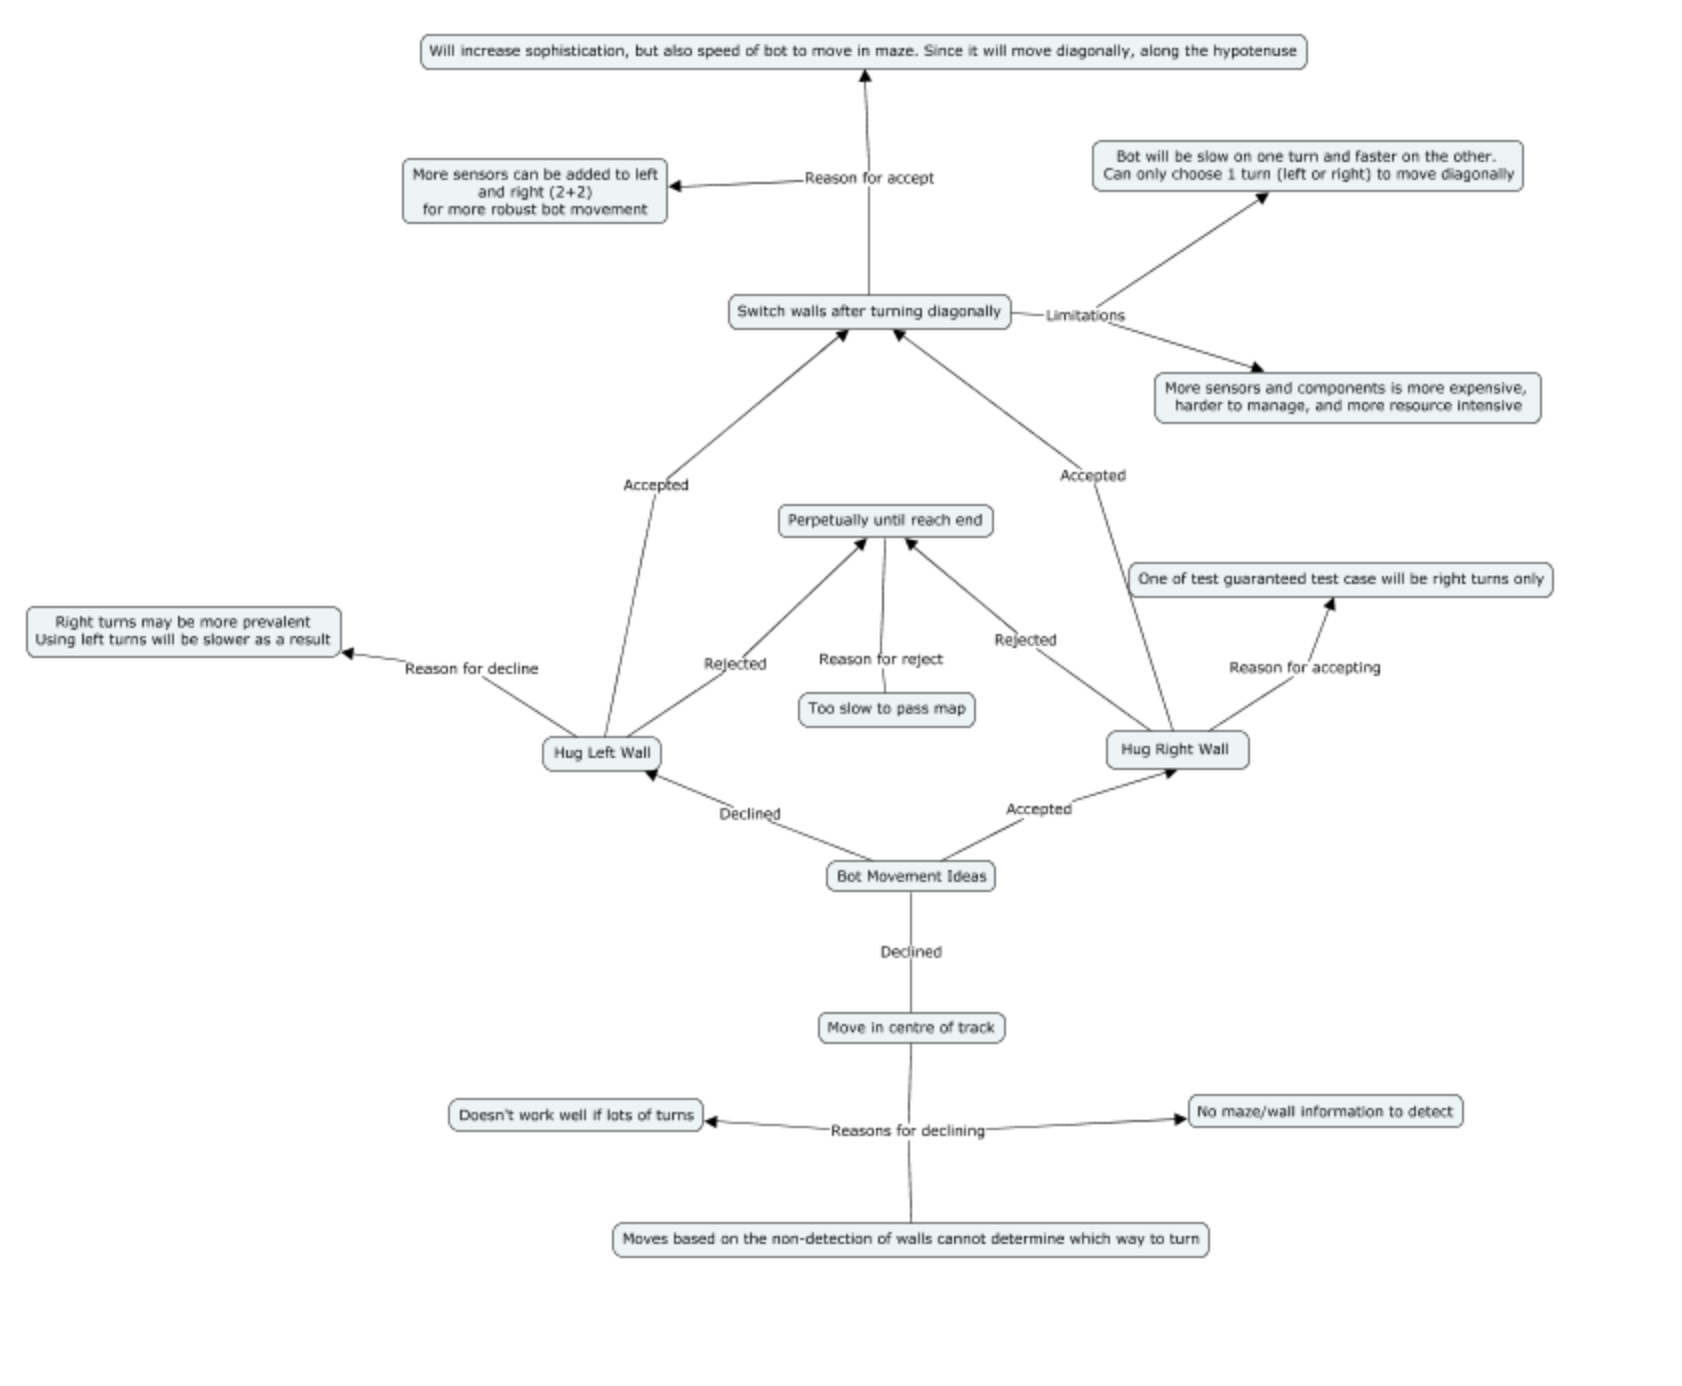 Will increase sophistication, but also speed of bot to move in maze. Since it will move diagonally, along the hypotenuse
More sensors can be added to left
and right (2+2)
for more robust bot movement
Reason for accept
Bot will be slow on one turn and faster on the other.
Can only choose 1 turn (left or right) to move diagonally
Switch walls after turning diagonally
Limitations
More sensors and components is more expensive,
harder to manage, and more resource intensive
Accepted
Accepted
Perpetually until reach end
One of test guaranteed test case will be right turns only
Right turns may be more prevalent
Using left turns will be slower as a result
Reason for decline
Rejected
Reason for reject
Rejected
Reason for accepting
Too slow to pass map
Hug Left Wall
Hug Right Wall
Declined
Accepted
Bot Movement Ideas
Declined
Move in centre of track
Doesn't work well if lots of turns
Reasons for declining
No maze/wall information to detect
Moves based on the non-detection of walls cannot determine which way to turn